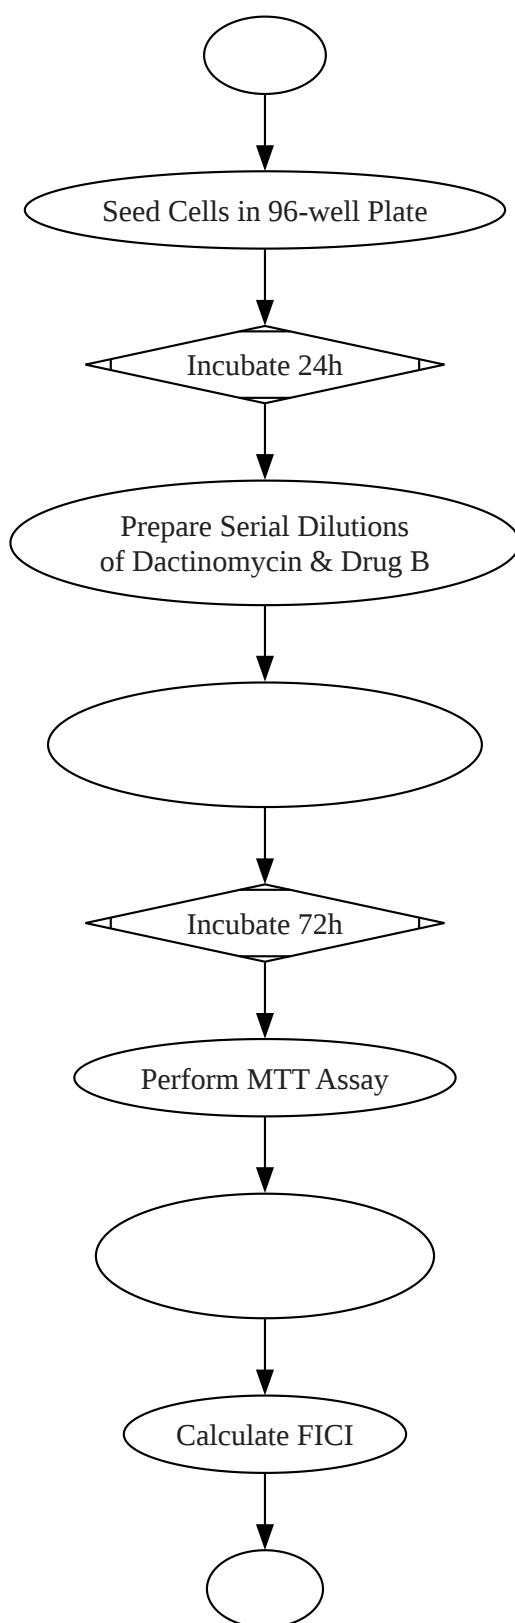 Seed Cells in 96-well Plate
Incubate 24h
Prepare Serial Dilutions
of Dactinomycin & Drug B
Incubate 72h
Perform MTT Assay
Calculate FICI